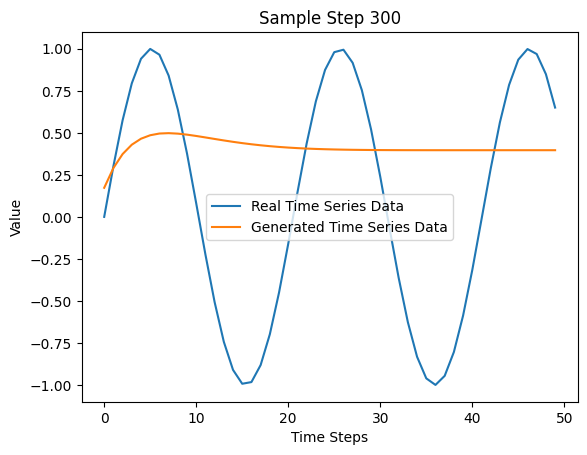 Sample Step 300
1.00
0.75
0.50
0.25
0.00
−0.25
−0.50
−0.75
−1.00
Value
Real Time Series Data
Generated Time Series Data
0 10 20 30 40 50
Time Steps